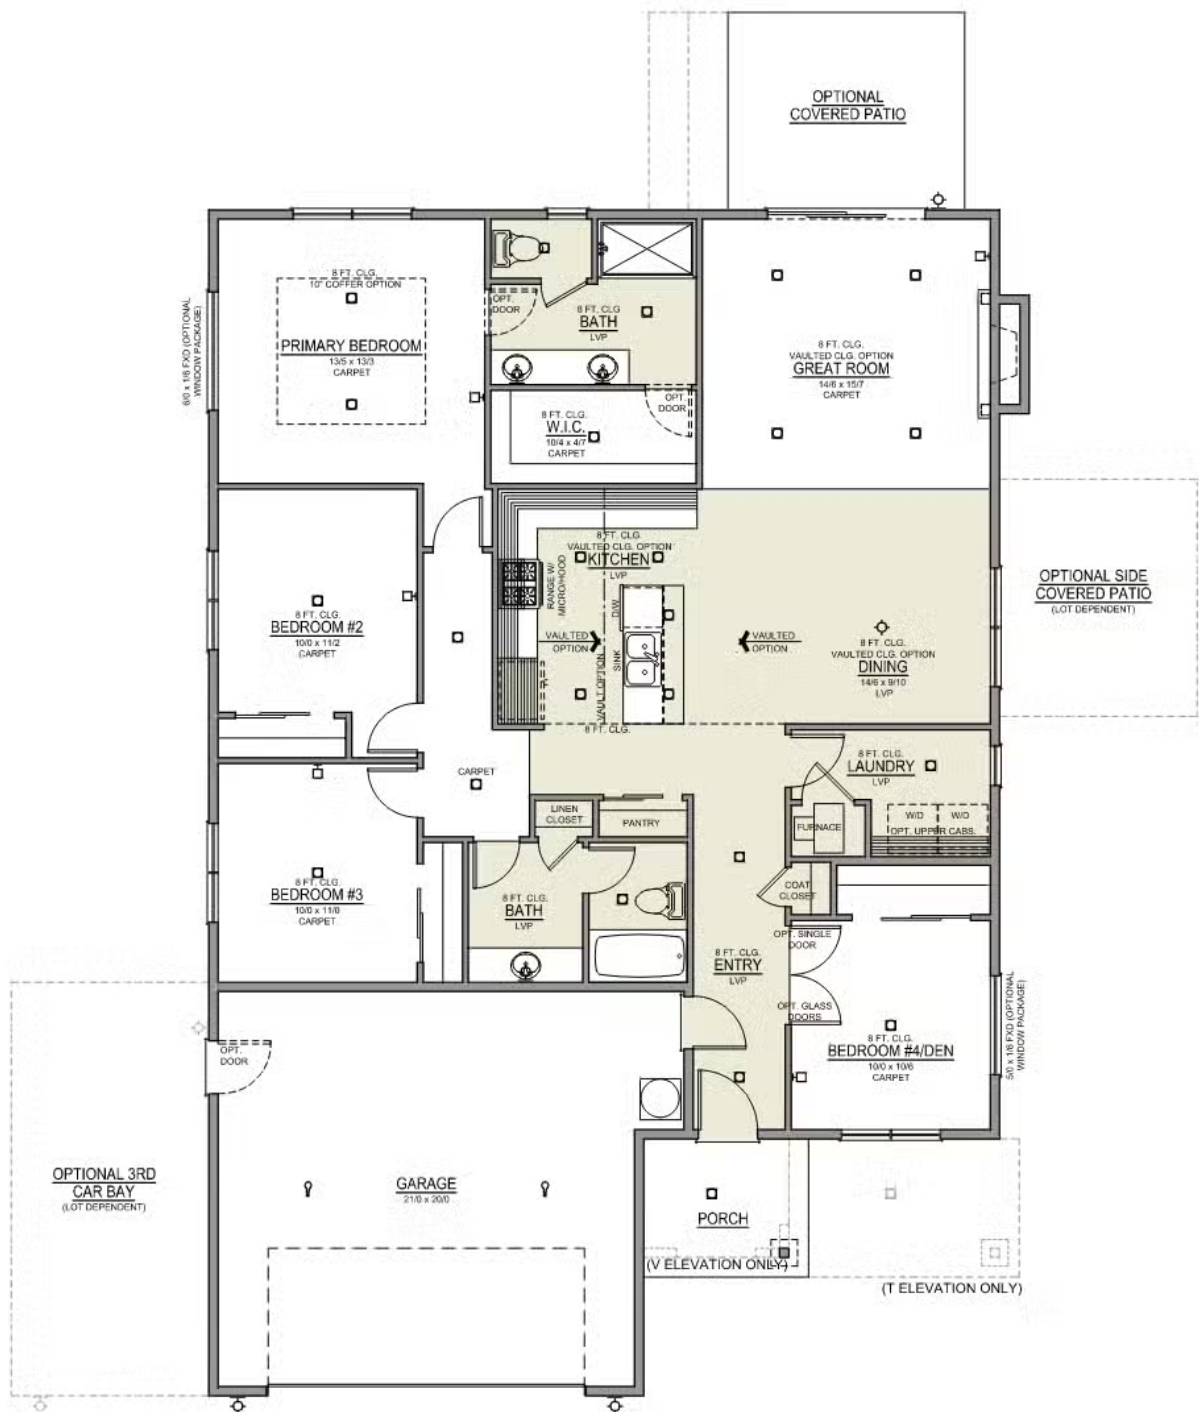 OPTIONAL
COVERED PATIO
8 FT. CLG.
10" COFFER OPTION
PRIMARY BEDROOM
13/5 x 13/3
CARPET
6/0 x 1/6 FXD (OPTIONAL
WINDOW PACKAGE)
OPT.
DOOR
8 FT. CLG
BATH
LVP
OPT.
DOOR
8 FT. CLG.
W.I.C.
10/4 x 4/7
CARPET
8 FT. CLG.
VAULTED CLG. OPTION
GREAT ROOM
14/6 x 15/7
CARPET
8 FT. CLG.
VAULTED CLG. OPTION
KITCHEN
LVP
RANGE W/
MICRO/HOOD
D/W
SINK
VAULTED
OPTION
VAULT OPTION
VAULTED
OPTION
8 FT. CLG.
8 FT. CLG.
VAULTED CLG. OPTION
DINING
14/6 x 9/10
LVP
OPTIONAL SIDE
COVERED PATIO
(LOT DEPENDENT)
8 FT. CLG.
BEDROOM #2
10/0 x 11/2
CARPET
CARPET
8 FT. CLG.
LAUNDRY
LVP
W/D
W/D
OPT. UPPER CABS.
FURNACE
LINEN
CLOSET
PANTRY
8 FT. CLG.
BEDROOM #3
10/0 x 11/0
CARPET
8 FT. CLG.
BATH
LVP
COAT
CLOSET
OPT. SINGLE
DOOR
8 FT. CLG.
ENTRY
LVP
OPT. GLASS
DOORS
8 FT. CLG.
BEDROOM #4/DEN
10/0 x 10/6
CARPET
5/0 x 1/6 FXD (OPTIONAL
WINDOW PACKAGE)
OPT.
DOOR
OPTIONAL 3RD
CAR BAY
(LOT DEPENDENT)
GARAGE
21/0 x 20/0
PORCH
(V ELEVATION ONLY)
(T ELEVATION ONLY)